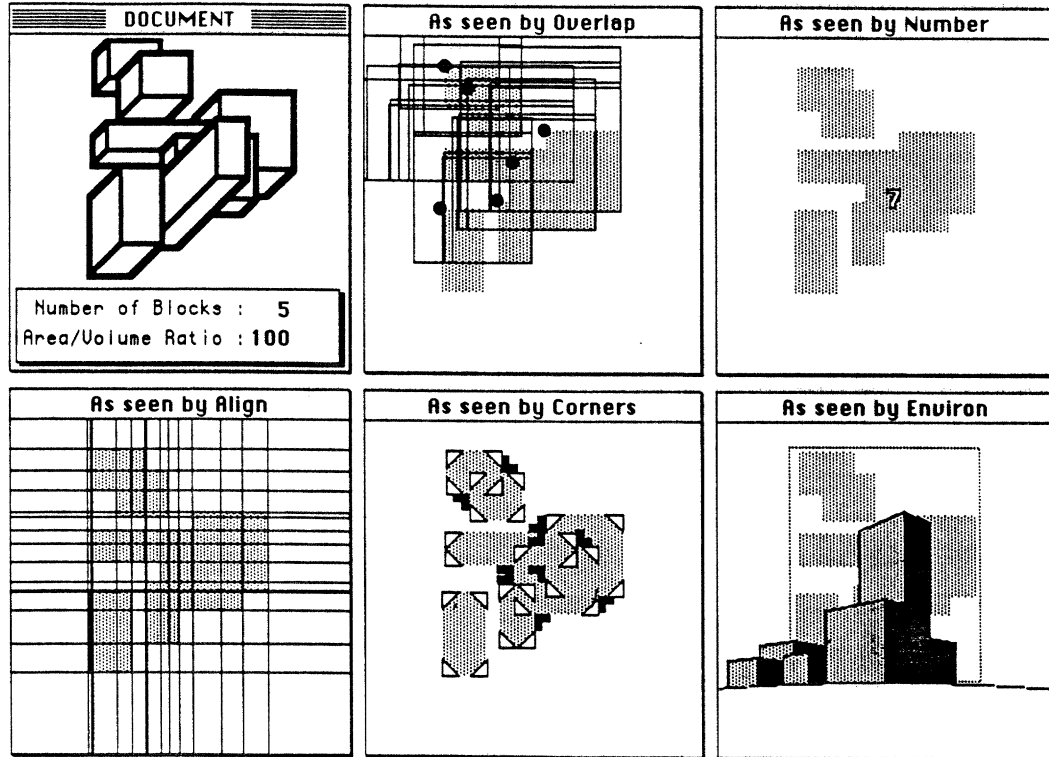 DOCUMENT
Number of Blocks : 5
Area/Volume Ratio : 100
As seen by Overlap
As seen by Number
7
As seen by Align
As seen by Corners
As seen by Environ